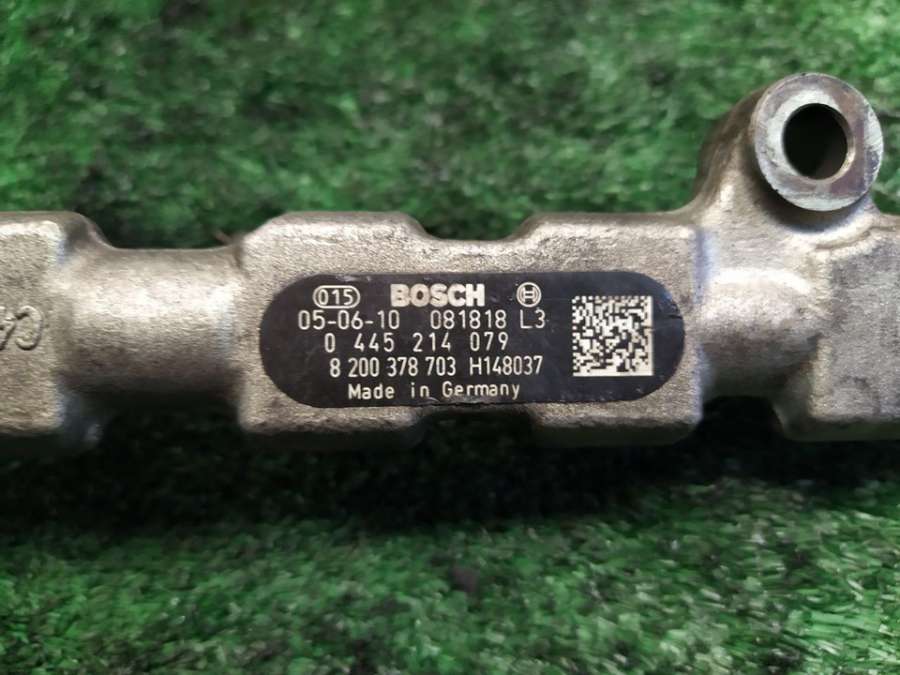 015 BOSCH
05-06-10 081818 L3
0 445 214 079
8 200 378 703 H148037
Made in Germany